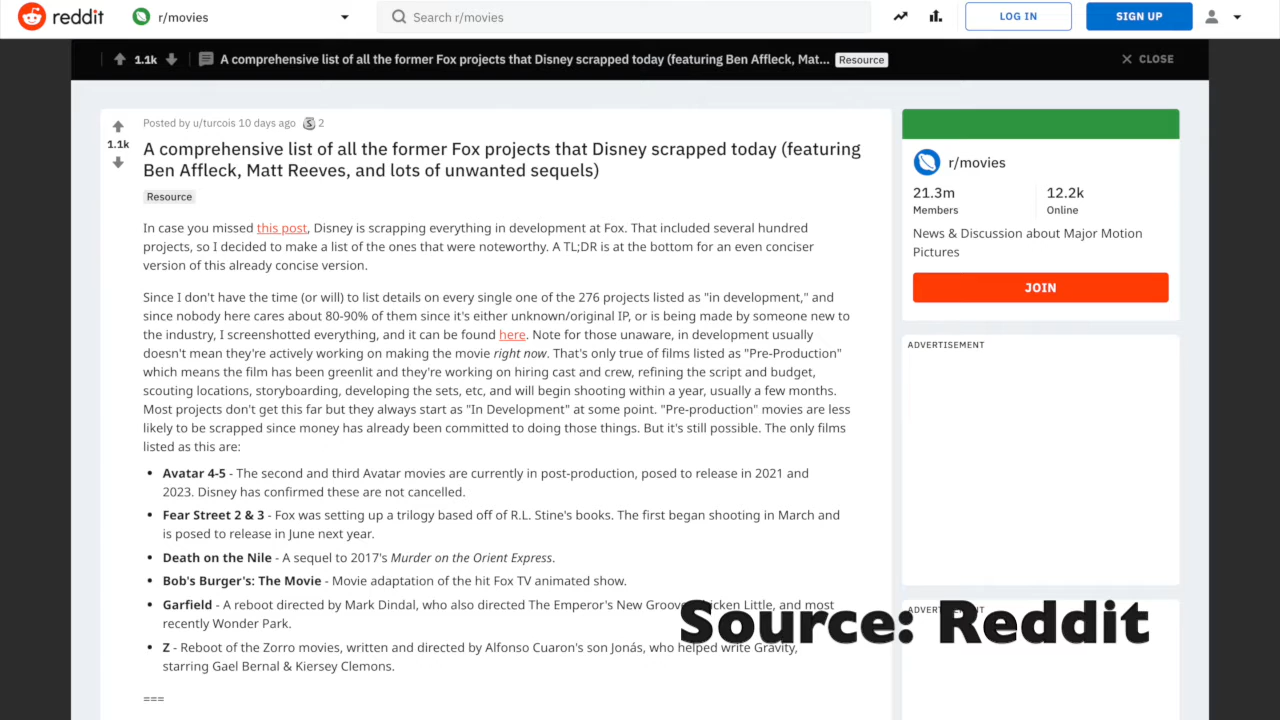 reddit
r/movies
Search r/movies
LOG IN
SIGN UP
1.1k
A comprehensive list of all the former Fox projects that Disney scrapped today (featuring Ben Affleck, Mat...
Resource
CLOSE
Posted by u/turcois 10 days ago
2
1.1k
A comprehensive list of all the former Fox projects that Disney scrapped today (featuring
Ben Affleck, Matt Reeves, and lots of unwanted sequels)
Resource
In case you missed this post, Disney is scrapping everything in development at Fox. That included several hundred
projects, so I decided to make a list of the ones that were noteworthy. A TL;DR is at the bottom for an even conciser
version of this already concise version.
Since I don't have the time (or will) to list details on every single one of the 276 projects listed as "in development," and
since nobody here cares about 80-90% of them since it's either unknown/original IP, or is being made by someone new to
the industry, I screenshotted everything, and it can be found here. Note for those unaware, in development usually
doesn't mean they're actively working on making the movie right now. That's only true of films listed as "Pre-Production"
which means the film has been greenlit and they're working on hiring cast and crew, refining the script and budget,
scouting locations, storyboarding, developing the sets, etc, and will begin shooting within a year, usually a few months.
Most projects don't get this far but they always start as "In Development" at some point. "Pre-production" movies are less
likely to be scrapped since money has already been committed to doing those things. But it's still possible. The only films
listed as this are:
• Avatar 4-5 - The second and third Avatar movies are currently in post-production, posed to release in 2021 and
2023. Disney has confirmed these are not cancelled.
• Fear Street 2 & 3 - Fox was setting up a trilogy based off of R.L. Stine's books. The first began shooting in March and
is posed to release in June next year.
• Death on the Nile - A sequel to 2017's Murder on the Orient Express.
• Bob's Burger's: The Movie - Movie adaptation of the hit Fox TV animated show.
• Garfield - A reboot directed by Mark Dindal, who also directed The Emperor's New Groove, Chicken Little, and most
recently Wonder Park.
• Z - Reboot of the Zorro movies, written and directed by Alfonso Cuaron's son Jonás, who helped write Gravity,
starring Gael Bernal & Kiersey Clemons.
===
r/movies
21.3m
Members
12.2k
Online
News & Discussion about Major Motion
Pictures
JOIN
ADVERTISEMENT
ADVERTISEMENT
Source: Reddit